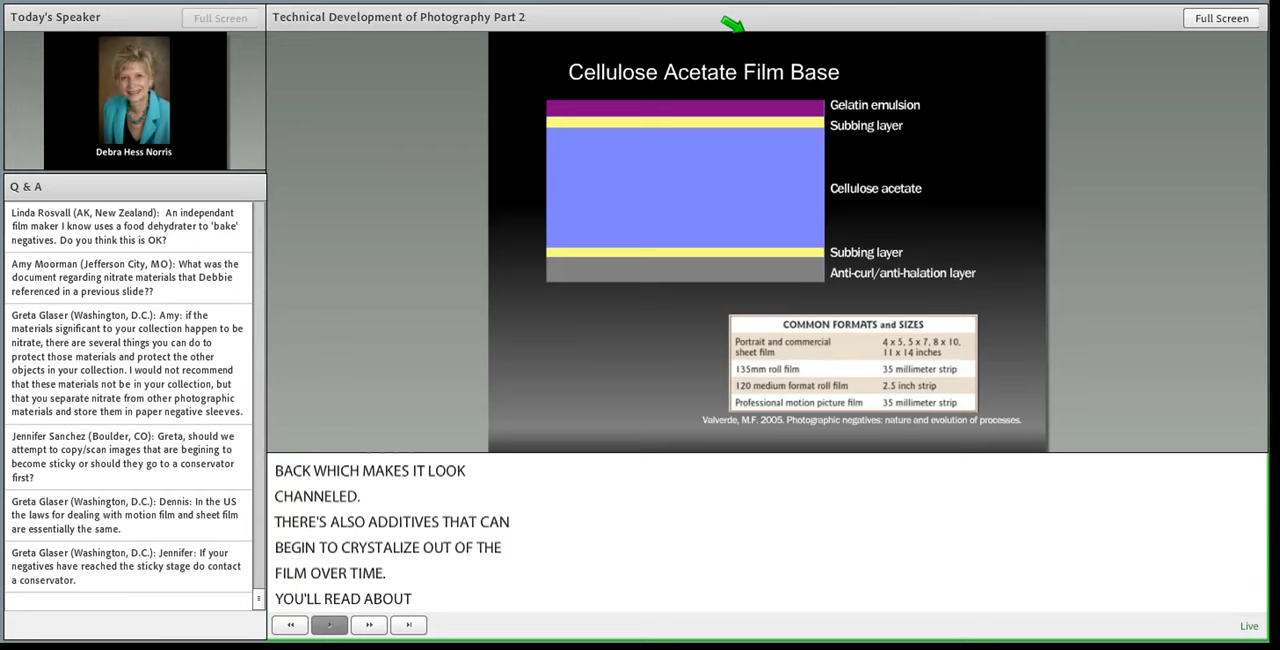 Today's Speaker
Full Screen
Debra Hess Norris
Q & A
Linda Rosvall (AK, New Zealand): An independant
film maker I know uses a food dehydrater to 'bake'
negatives. Do you think this is OK?
Amy Moorman (Jefferson City, MO): What was the
document regarding nitrate materials that Debbie
referenced in a previous slide??
Greta Glaser (Washington, D.C.): Amy: if the
materials significant to your collection happen to be
nitrate, there are several things you can do to
protect those materials and protect the other
objects in your collection. I would not recommend
that these materials not be in your collection, but
that you separate nitrate from other photographic
materials and store them in paper negative sleeves.
Jennifer Sanchez (Boulder, CO): Greta, should we
attempt to copy/scan images that are begining to
become sticky or should they go to a conservator
first?
Greta Glaser (Washington, D.C.): Dennis: In the US
the laws for dealing with motion film and sheet film
are essentially the same.
Greta Glaser (Washington, D.C.): Jennifer: If your
negatives have reached the sticky stage do contact
a conservator.
Technical Development of Photography Part 2
Full Screen
Cellulose Acetate Film Base
Gelatin emulsion
Subbing layer
Cellulose acetate
Subbing layer
Anti-curl/anti-halation layer
COMMON FORMATS and SIZES
Portrait and commercial sheet film 4 x 5, 5 x 7, 8 x 10, 11 x 14 inches
135mm roll film 35 millimeter strip
120 medium format roll film 2.5 inch strip
Professional motion picture film 35 millimeter strip
Valverde, M.F. 2005. Photographic negatives: nature and evolution of processes.
BACK WHICH MAKES IT LOOK
CHANNELED.
THERE'S ALSO ADDITIVES THAT CAN
BEGIN TO CRYSTALIZE OUT OF THE
FILM OVER TIME.
YOU'LL READ ABOUT
Live